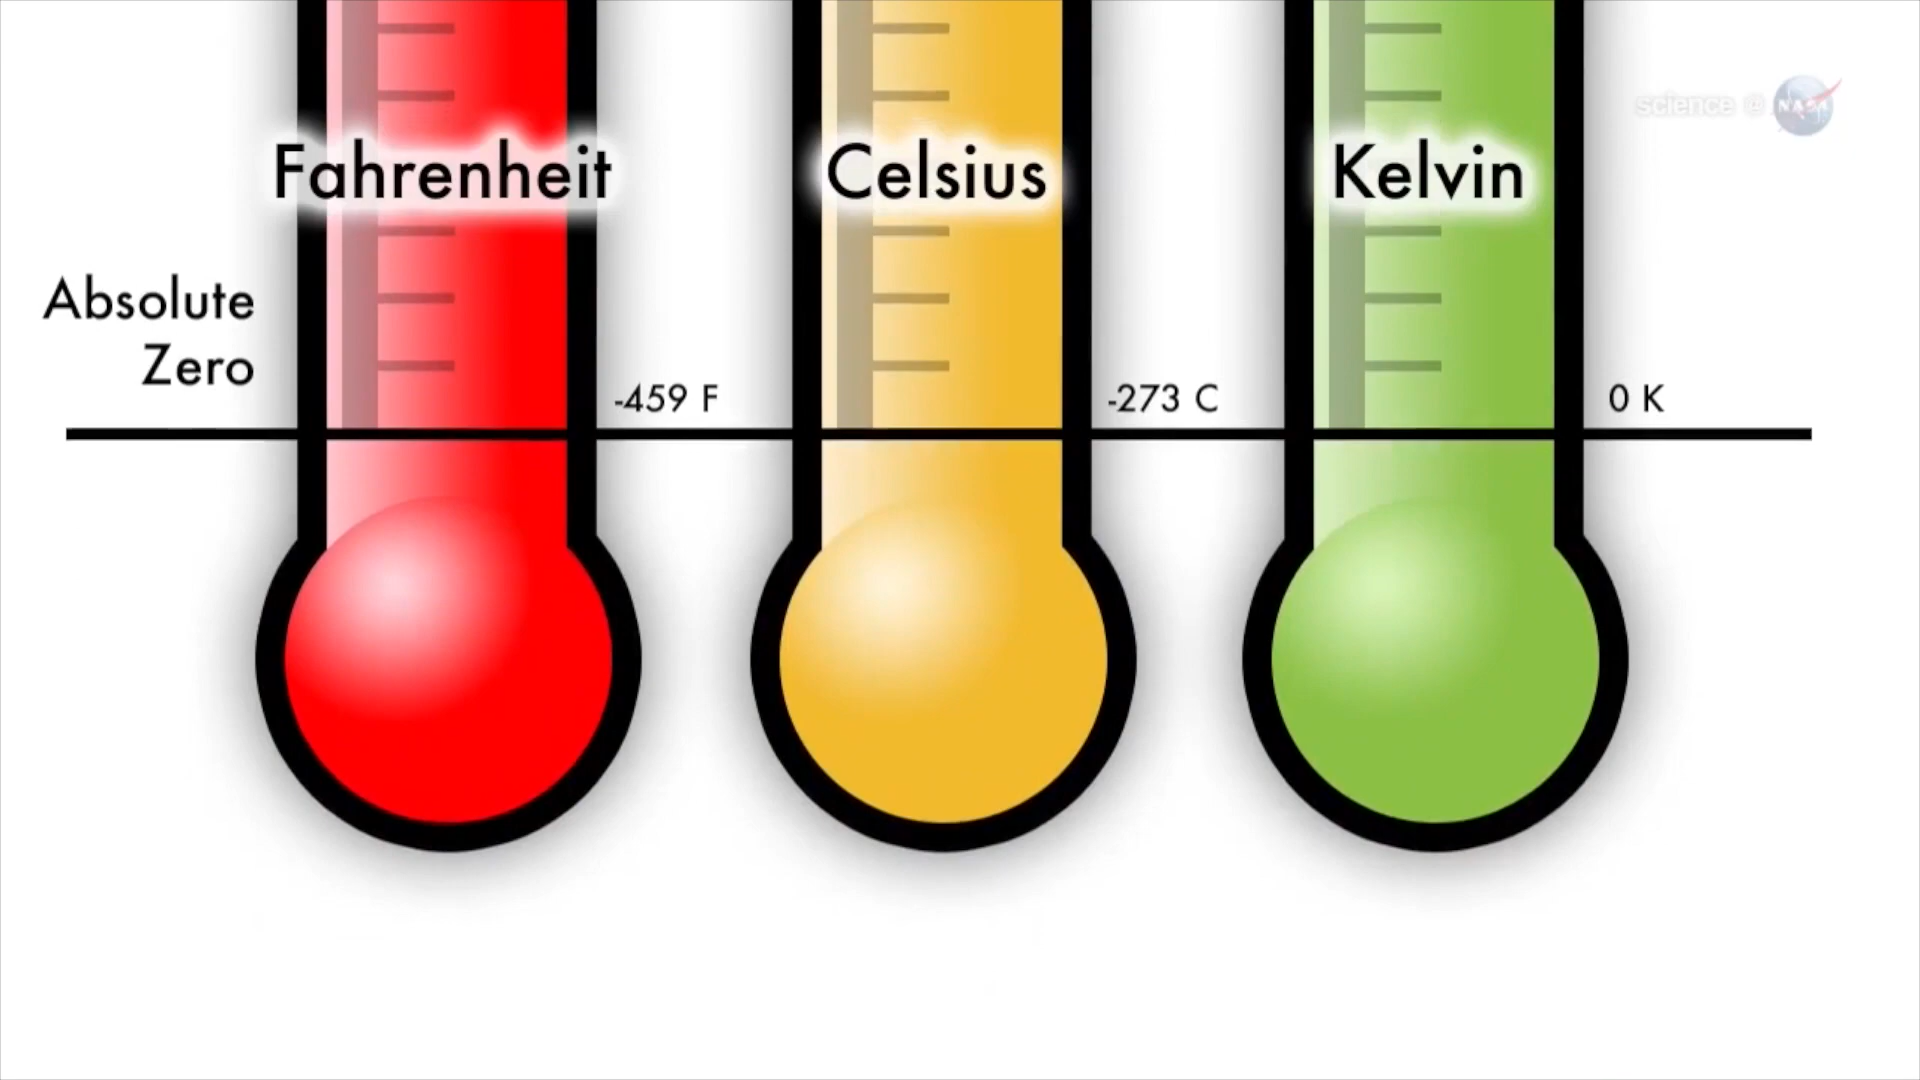 science @ NASA
Fahrenheit Celsius Kelvin
Absolute
Zero
-459 F -273 C 0 K